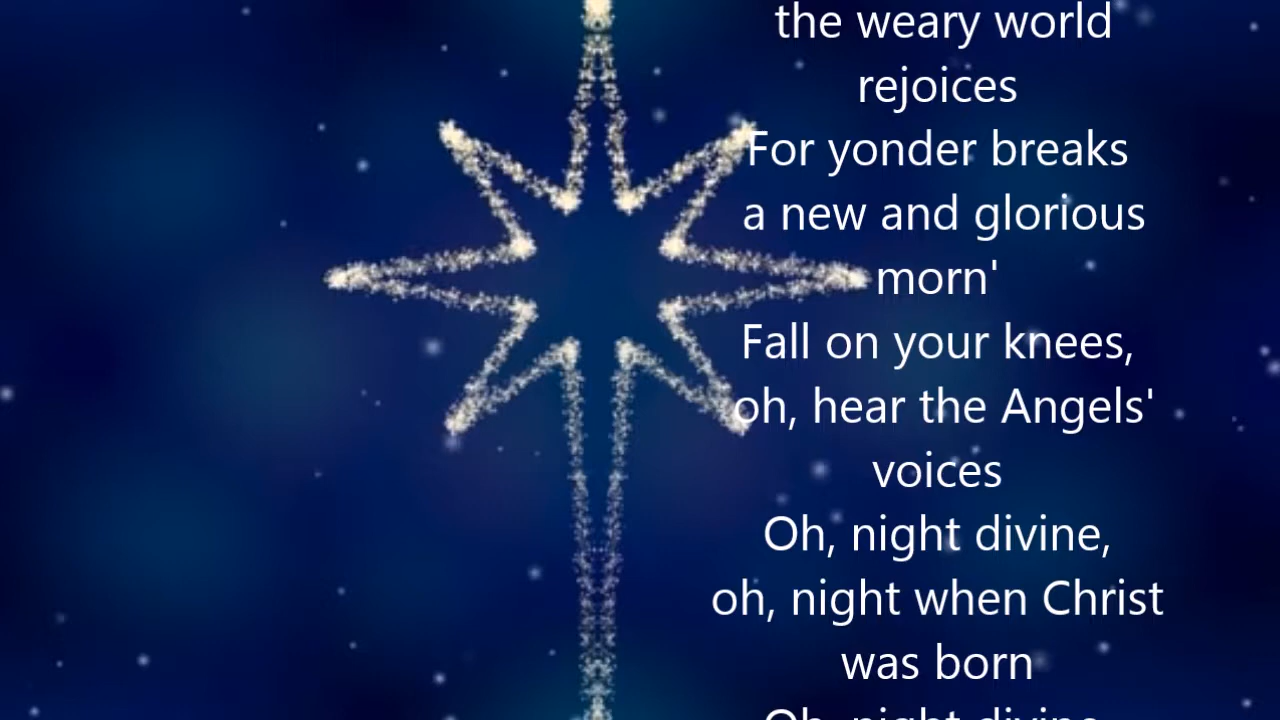 the weary world
rejoices
For yonder breaks
a new and glorious
morn'
Fall on your knees,
oh, hear the Angels'
voices
Oh, night divine,
oh, night when Christ
was born
Oh, night divine